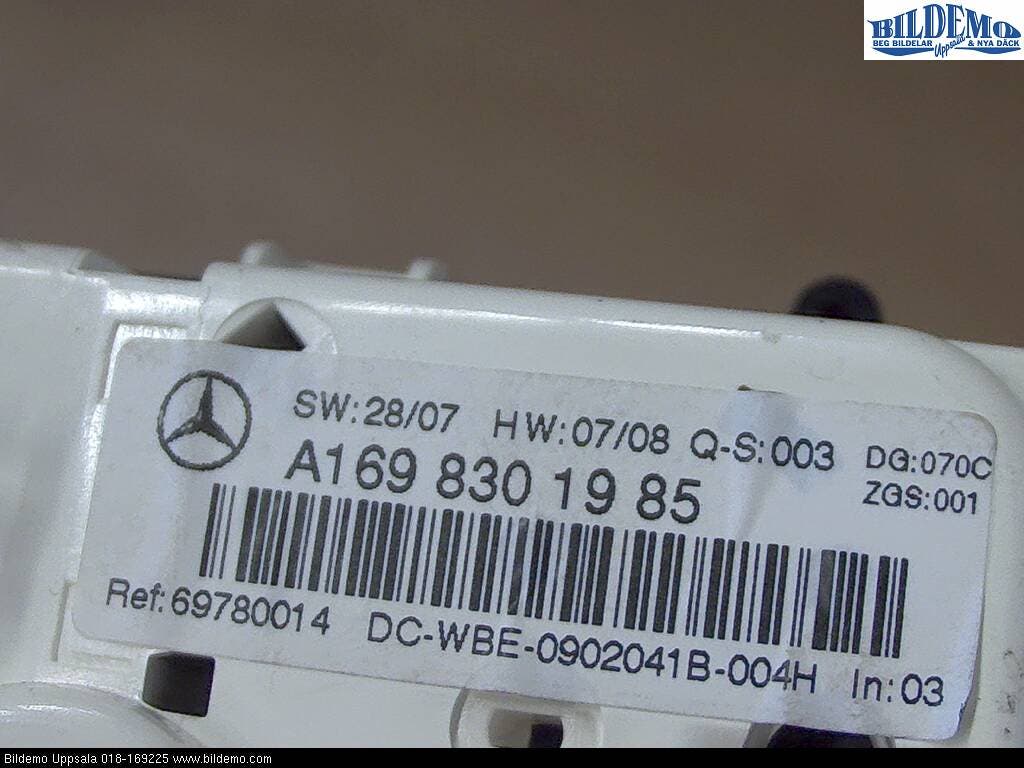 BILDEMO
BEG BILDELAR Uppsala & NYA DÄCK
SW:28/07 HW:07/08 Q-S:003 DG:070C
A169 830 19 85 ZGS:001
Ref:69780014 DC-WBE-0902041B-004H In:03
Bildemo Uppsala 018-169225 www.bildemo.com